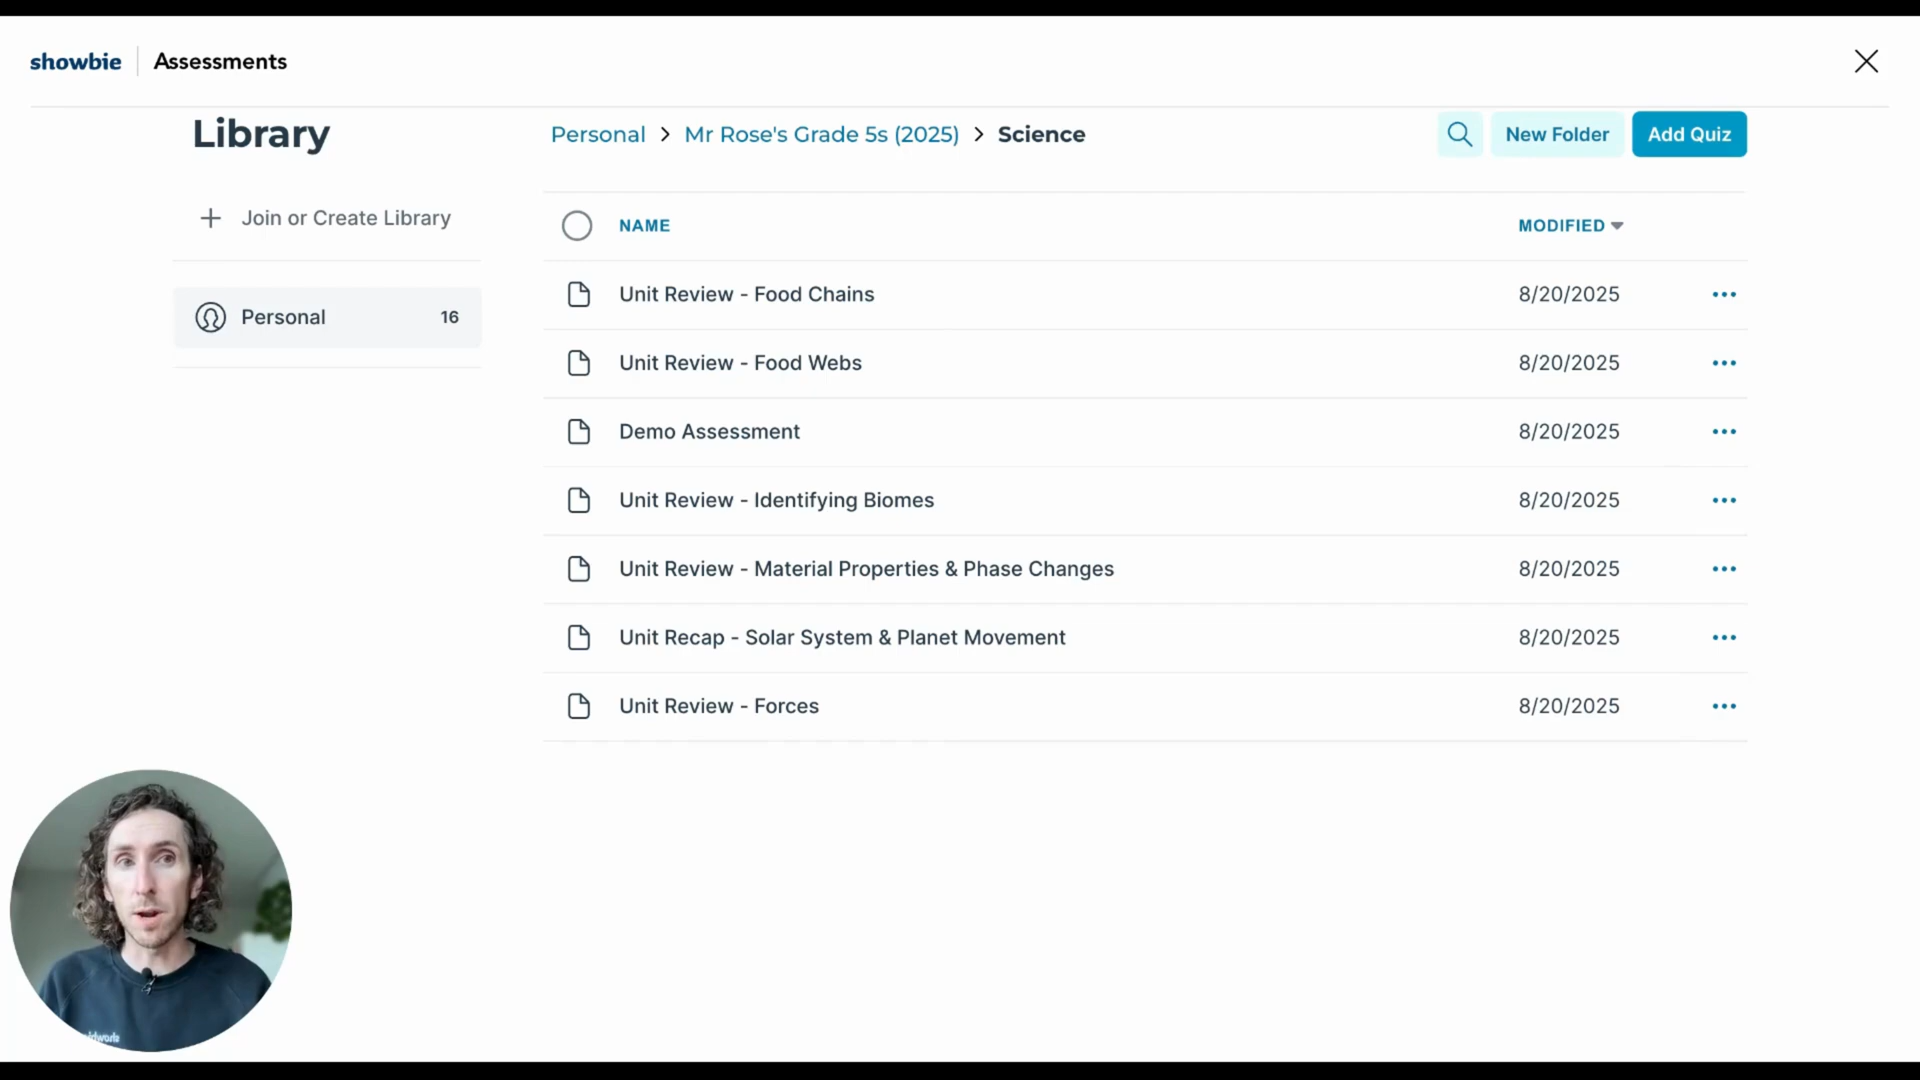 showbie | Assessments
Library
Join or Create Library
Personal 16
Personal > Mr Rose's Grade 5s (2025) > Science
New Folder
Add Quiz
NAME MODIFIED
Unit Review - Food Chains 8/20/2025
Unit Review - Food Webs 8/20/2025
Demo Assessment 8/20/2025
Unit Review - Identifying Biomes 8/20/2025
Unit Review - Material Properties & Phase Changes 8/20/2025
Unit Recap - Solar System & Planet Movement 8/20/2025
Unit Review - Forces 8/20/2025